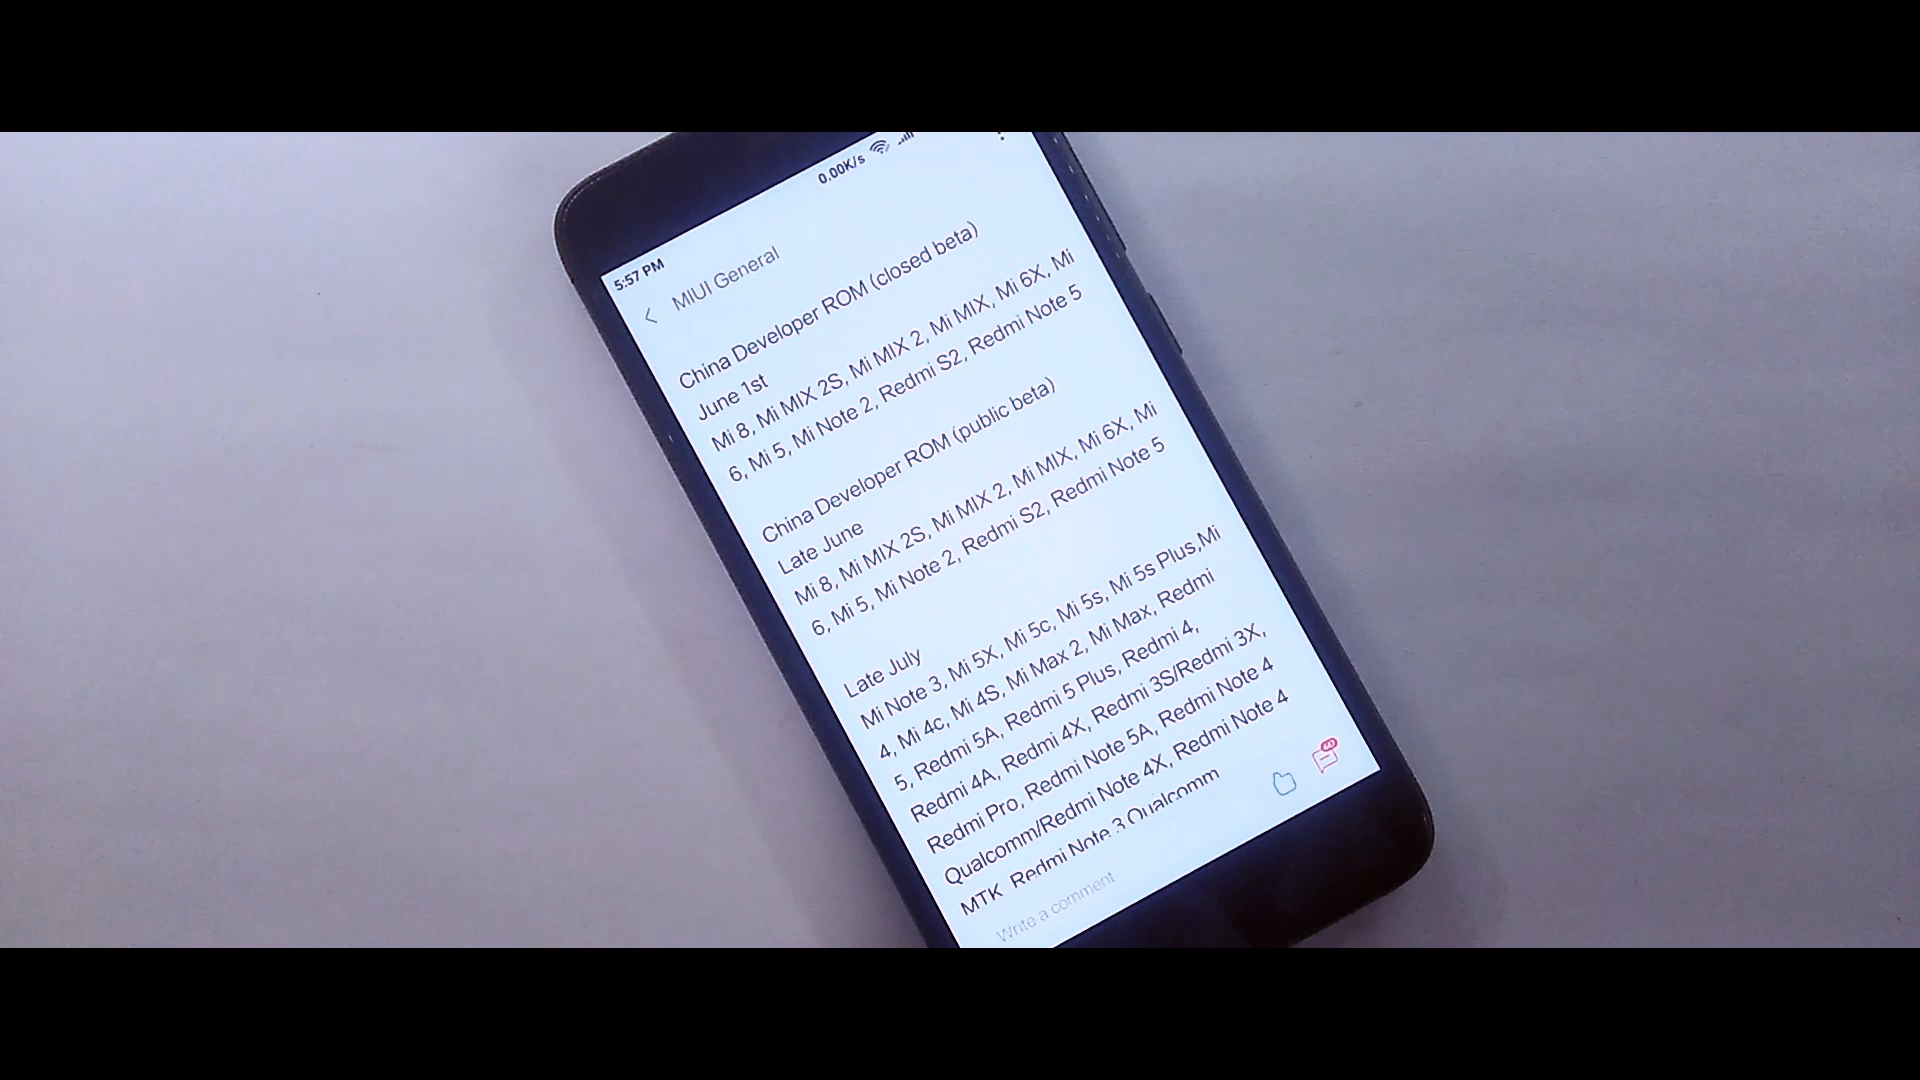 5:57 PM 0.00K/s
MIUI General
China Developer ROM (closed beta)
June 1st
Mi 8, Mi MIX 2S, Mi MIX 2, Mi MIX, Mi 6X, Mi
6, Mi 5, Mi Note 2, Redmi S2, Redmi Note 5
China Developer ROM (public beta)
Late June
Mi 8, Mi MIX 2S, Mi MIX 2, Mi MIX, Mi 6X, Mi
6, Mi 5, Mi Note 2, Redmi S2, Redmi Note 5
Late July
Mi Note 3, Mi 5X, Mi 5c, Mi 5s, Mi 5s Plus,Mi
4, Mi 4c, Mi 4S, Mi Max 2, Mi Max, Redmi
5, Redmi 5A, Redmi 5 Plus, Redmi 4,
Redmi 4A, Redmi 4X, Redmi 3S/Redmi 3X,
Redmi Pro, Redmi Note 5A, Redmi Note 4
Qualcomm/Redmi Note 4X, Redmi Note 4
MTK, Redmi Note 3 Qualcomm
Write a comment